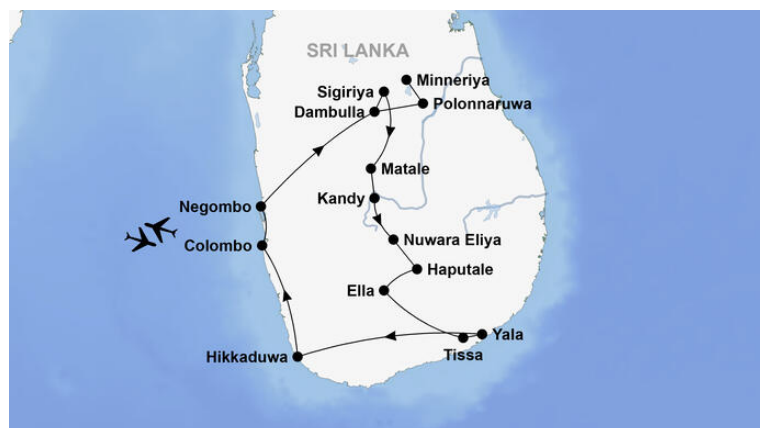 SRI LANKA
Minneriya
Sigiriya
Polonnaruwa
Dambulla
Matale
Kandy
Negombo
Nuwara Eliya
Colombo
Haputale
Ella
Yala
Hikkaduwa
Tissa